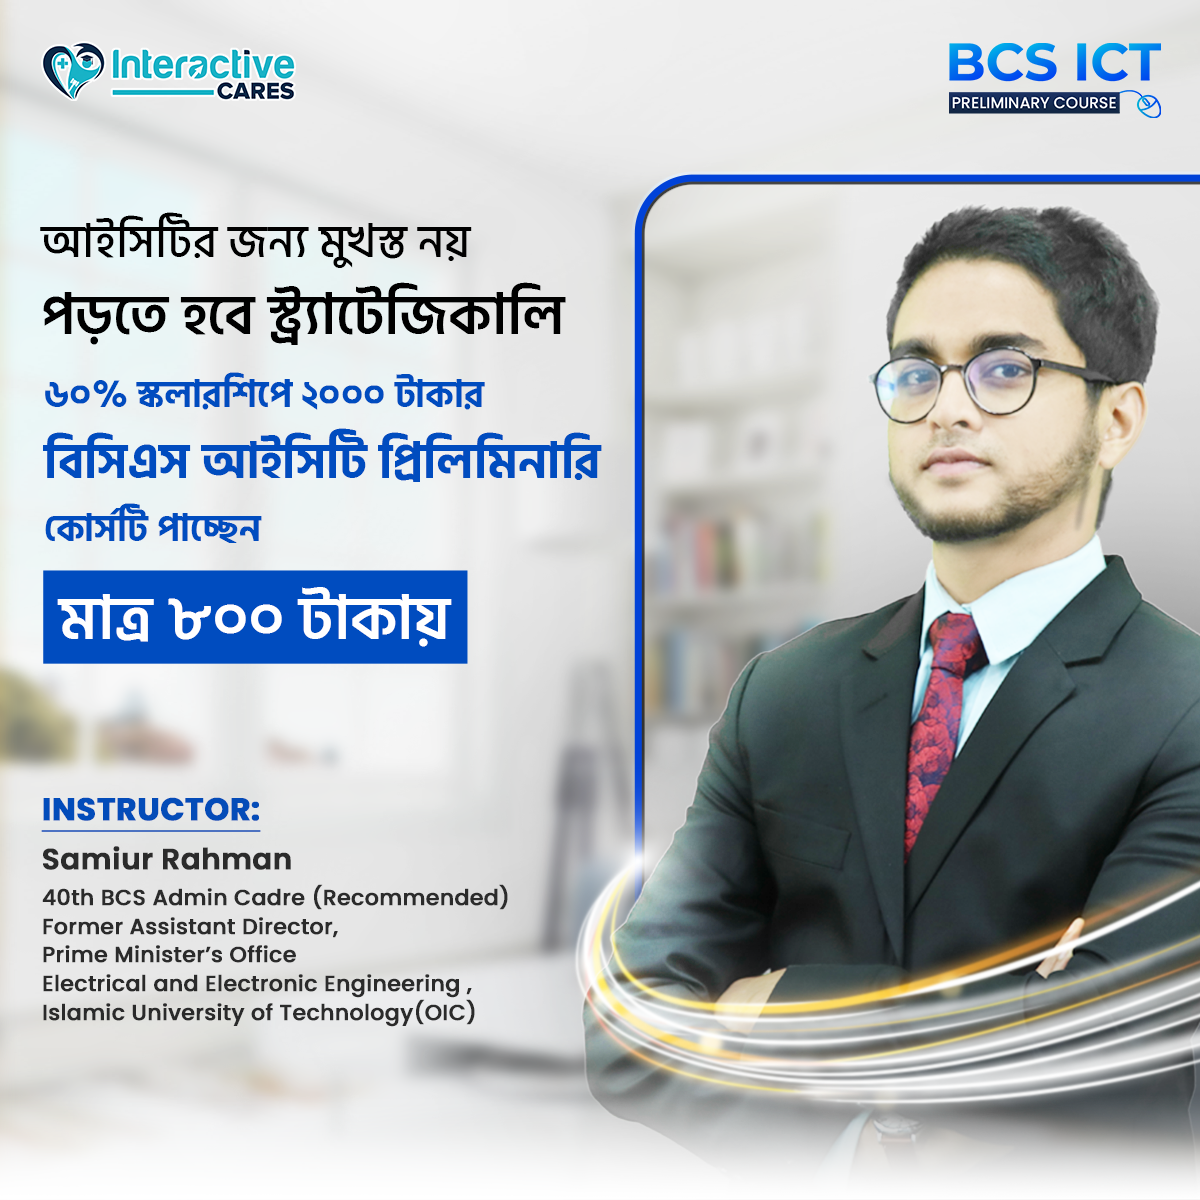 Interactive
CARES
BCS ICT
PRELIMINARY COURSE
আইসিটির জন্য মুখস্ত নয়
পড়তে হবে স্ট্র্যাটেজিকালি
৬০% স্কলারশিপে ২০০০ টাকার
বিসিএস আইসিটি প্রিলিমিনারি
কোর্সটি পাচ্ছেন
মাত্র ৮০০ টাকায়
INSTRUCTOR:
Samiur Rahman
40th BCS Admin Cadre (Recommended)
Former Assistant Director,
Prime Minister’s Office
Electrical and Electronic Engineering ,
Islamic University of Technology(OIC)